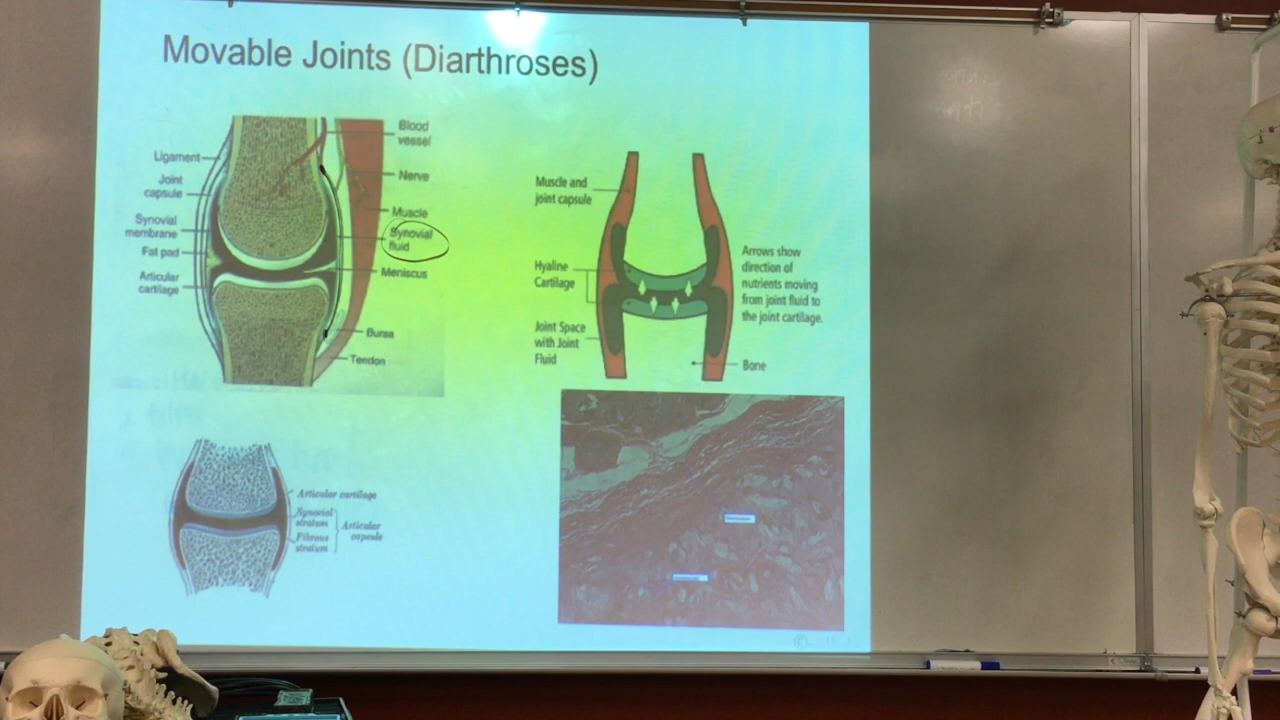 Movable Joints (Diarthroses)
Ligament
Joint
capsule
Synovial
membrane
Fat pad
Articular
cartilage
Blood
vessel
Nerve
Muscle
Synovial
fluid
Meniscus
Bursa
Tendon
Muscle and
joint capsule
Hyaline
Cartilage
Joint Space
with Joint
Fluid
Arrows show
direction of
nutrients moving
from joint fluid to
the joint cartilage.
Bone
Articular cartilage
Synovial
stratum
Fibrous
stratum
Articular
capsule